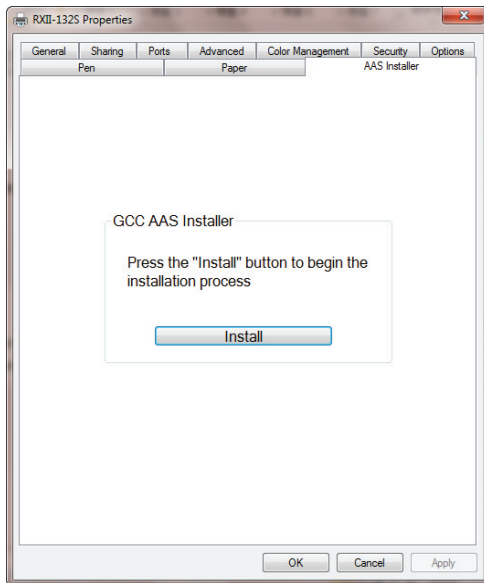 RXII-132S Properties
General Sharing Ports Advanced Color Management Security Options
Pen Paper AAS Installer
GCC AAS Installer
Press the "Install" button to begin the
installation process
Install
OK Cancel Apply